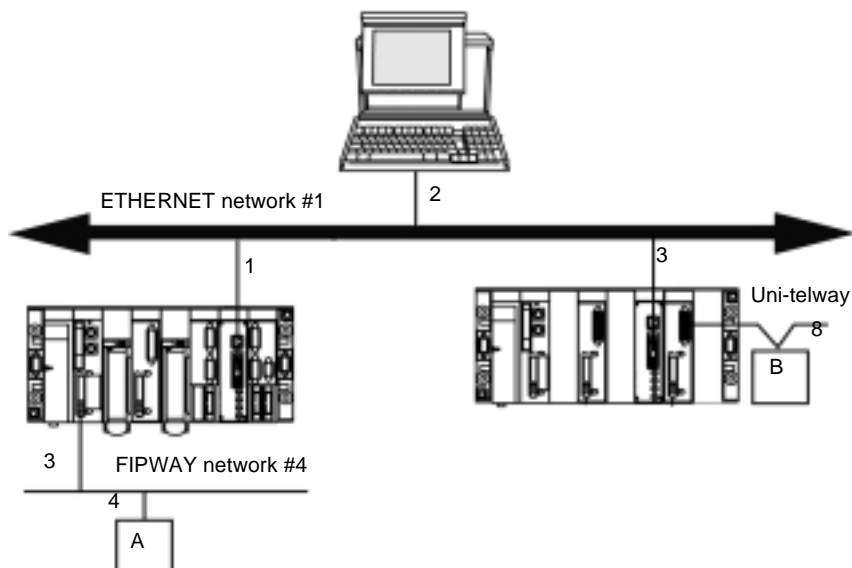 2
ETHERNET network #1
1
3
Uni-telway
8
B
3
FIPWAY network #4
4
A